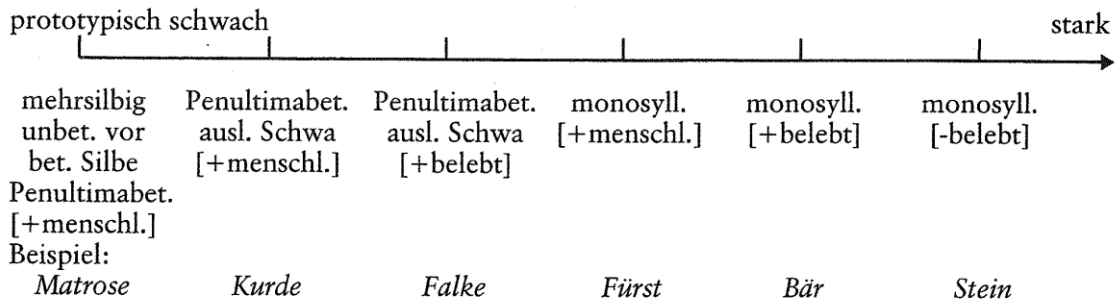 prototypisch schwach stark
mehrsilbig Penultimabet. Penultimabet. monosyll. monosyll. monosyll.
unbet. vor ausl. Schwa ausl. Schwa [+menschl.] [+belebt] [-belebt]
bet. Silbe [+menschl.] [+belebt]
Penultimabet.
[+menschl.]
Beispiel:
Matrose Kurde Falke Fürst Bär Stein